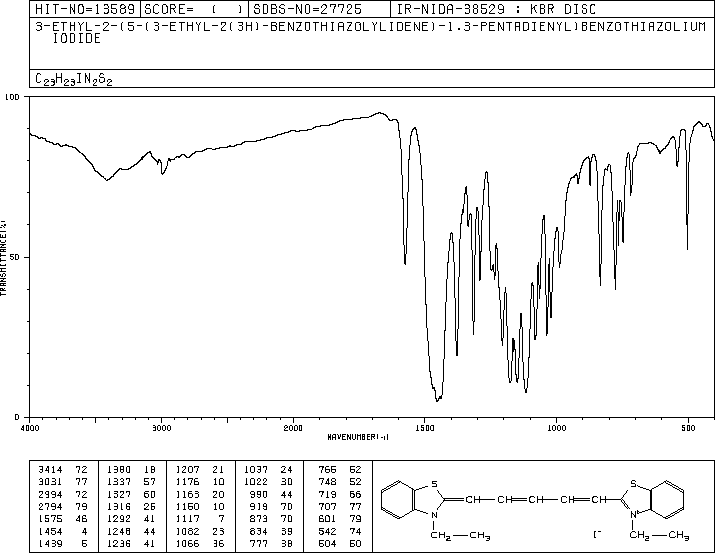 HIT-NO=13589 SCORE= ( ) SDBS-NO=27725 IR-NIDA-38529 : KBR DISC
3-ETHYL-2-(5-(3-ETHYL-2(3H)-BENZOTHIAZOLYLIDENE)-1,3-PENTADIENYL)BENZOTHIAZOLIUM
IODIDE
C23H23IN2S2
100
50
0
TRANSMITTANCE(%)
4000 3000 2000 1500 1000 500
WAVENUMBER(-1)
3414 72 1380 18 1207 21 1037 24 766 52
3031 77 1337 57 1176 10 1022 30 748 52
2994 72 1327 60 1163 20 990 44 719 66
2794 79 1316 26 1150 10 919 70 707 77
1575 46 1292 41 1117 7 873 70 601 79
1454 4 1248 44 1082 23 834 39 542 74
1439 5 1236 41 1066 36 777 38 504 50
S S
CH CH CH CH CH
N N+
CH2 CH3 I- CH2 CH3